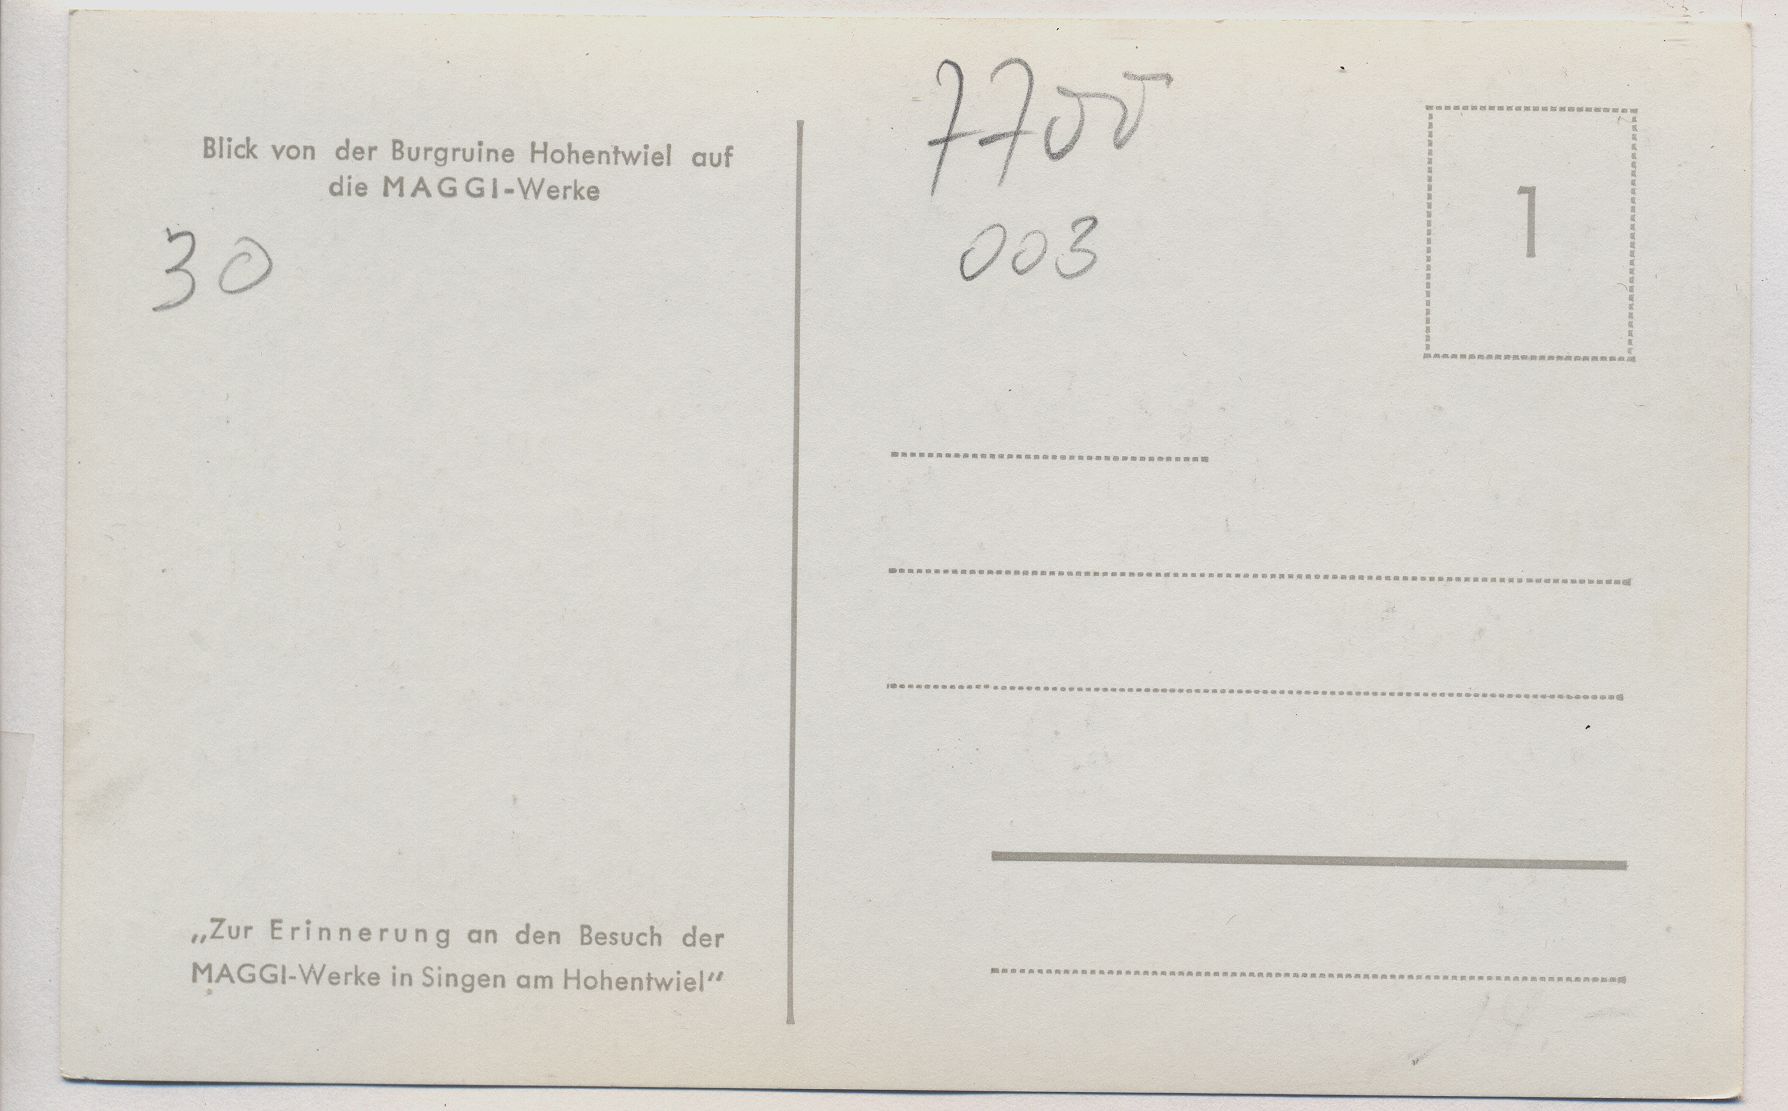 Blick von der Burgruine Hohentwiel auf
die MAGGI-Werke
30
„Zur Erinnerung an den Besuch der
MAGGI-Werke in Singen am Hohentwiel“
7700
003
1